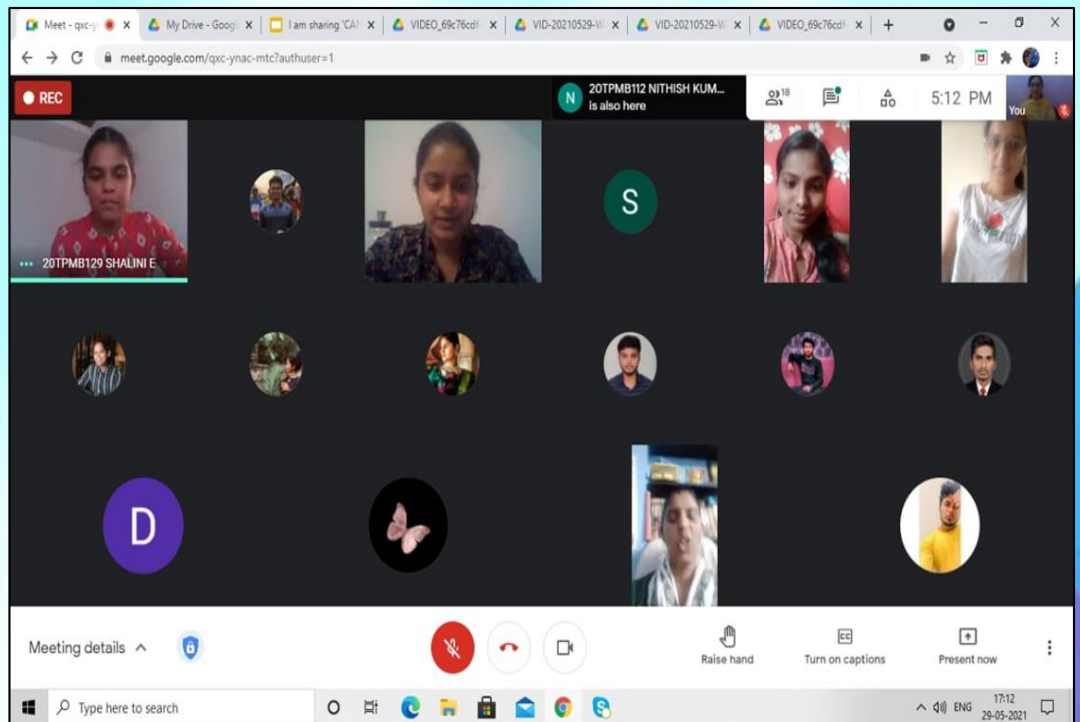 Meet - qxc-y
My Drive - Goog
I am sharing 'CA
VIDEO_69c76cdf-
VID-20210529-W
VID-20210529-W
VIDEO_69c76cdf-
meet.google.com/qxc-ynac-mtc?authuser=1
REC
N
20TPMB112 NITHISH KUM...
is also here
18
5:12 PM
You
20TPMB129 SHALINI E
S
D
Meeting details
Raise hand
CC
Turn on captions
Present now
Type here to search
ENG
17:12
29-05-2021